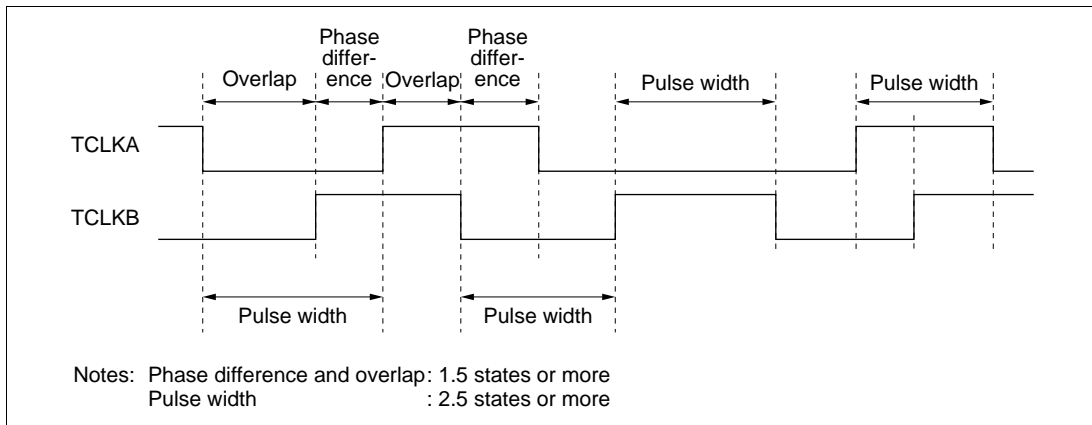 Phase
differ-
ence
Phase
differ-
ence
Overlap
Overlap
Pulse width
Pulse width
TCLKA
TCLKB
Pulse width
Pulse width
Notes: Phase difference and overlap : 1.5 states or more
Pulse width : 2.5 states or more